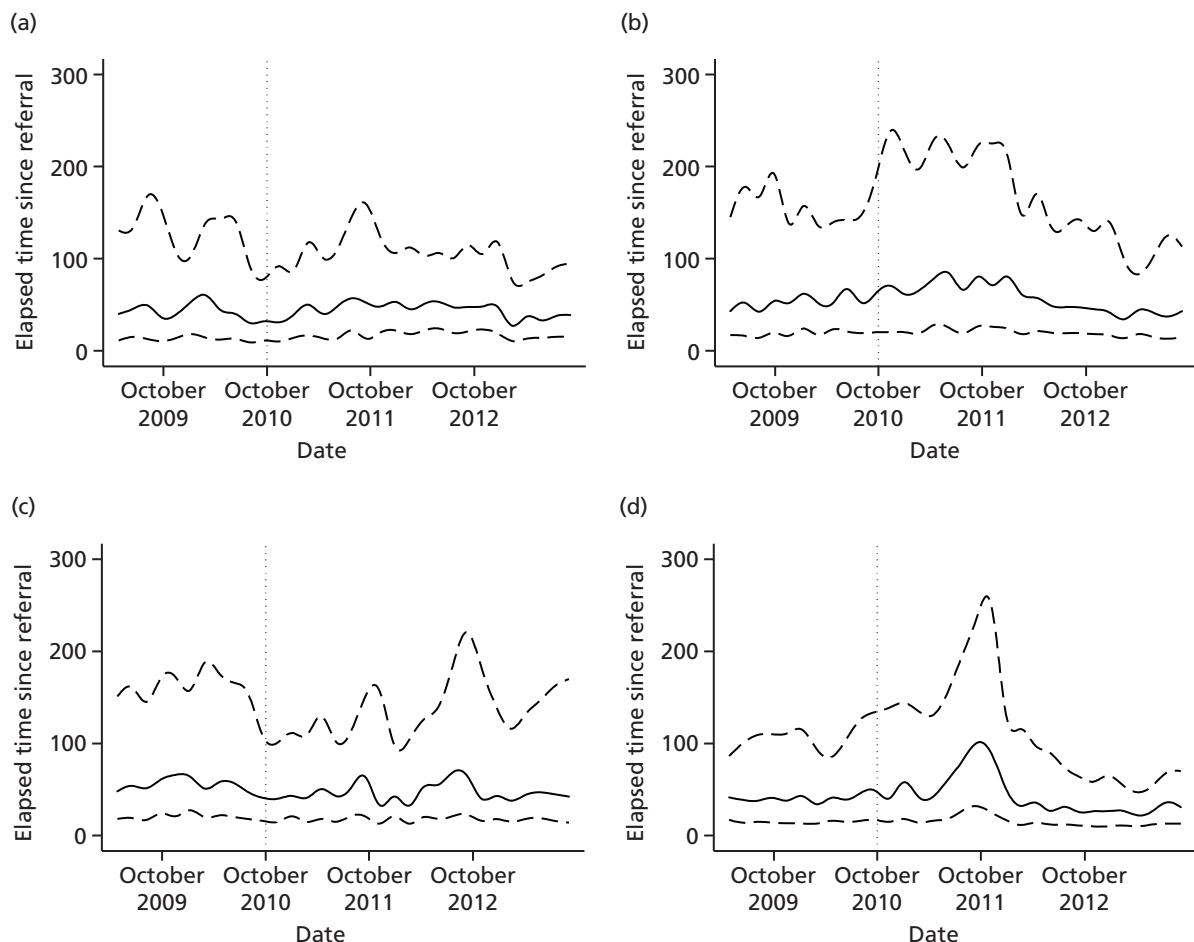 (a)
Elapsed time since referral
300
200
100
0
October 2009
October 2010
October 2011
October 2012
Date
(b)
Elapsed time since referral
300
200
100
0
October 2009
October 2010
October 2011
October 2012
Date
(c)
Elapsed time since referral
300
200
100
0
October 2009
October 2010
October 2011
October 2012
Date
(d)
Elapsed time since referral
300
200
100
0
October 2009
October 2010
October 2011
October 2012
Date